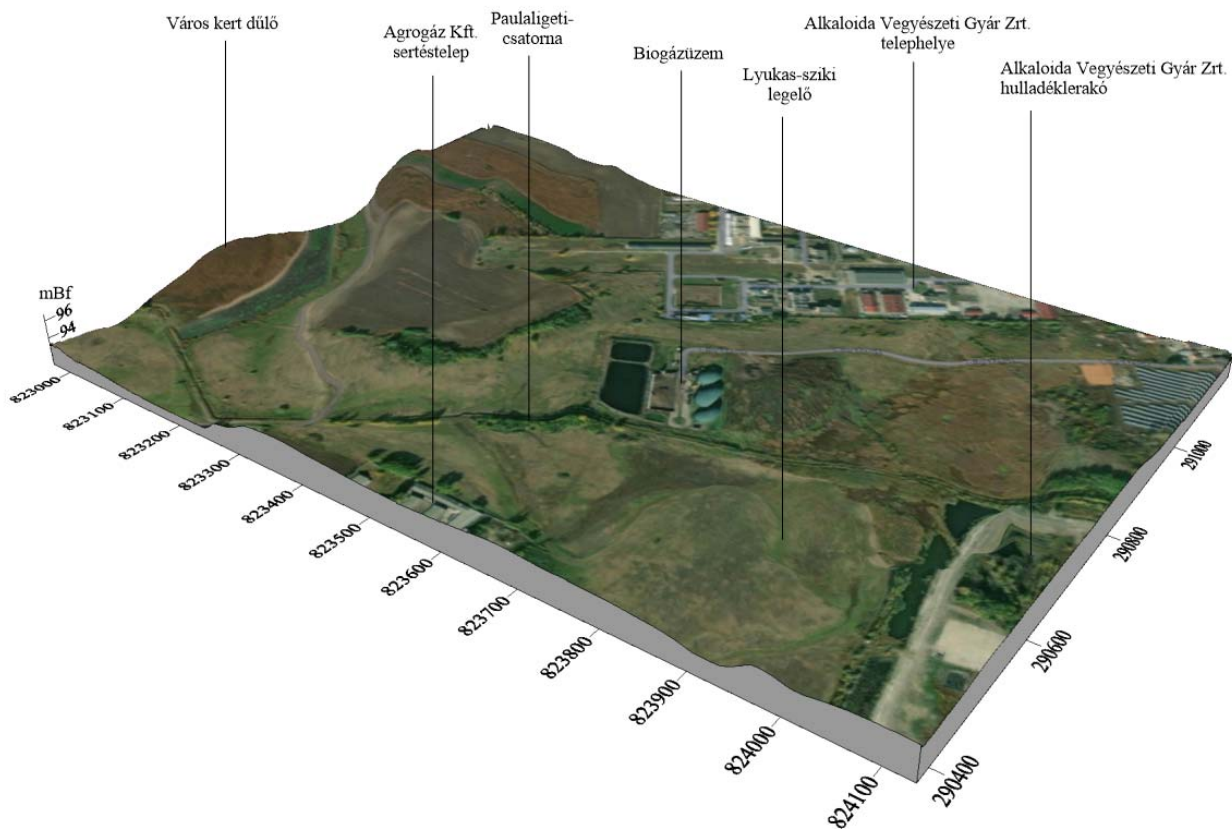 Város kert dűlő
Agrogáz Kft.
sertéstelep
Paulaligeti-
csatorna
Biogázüzem
Lyukas-sziki
legelő
Alkaloida Vegyészeti Gyár Zrt.
telephelye
Alkaloida Vegyészeti Gyár Zrt.
hulladéklerakó
mBf
96
94
823000
823100
823200
823300
823400
823500
823600
823700
823800
823900
824000
824100
290400
290600
290800
291000